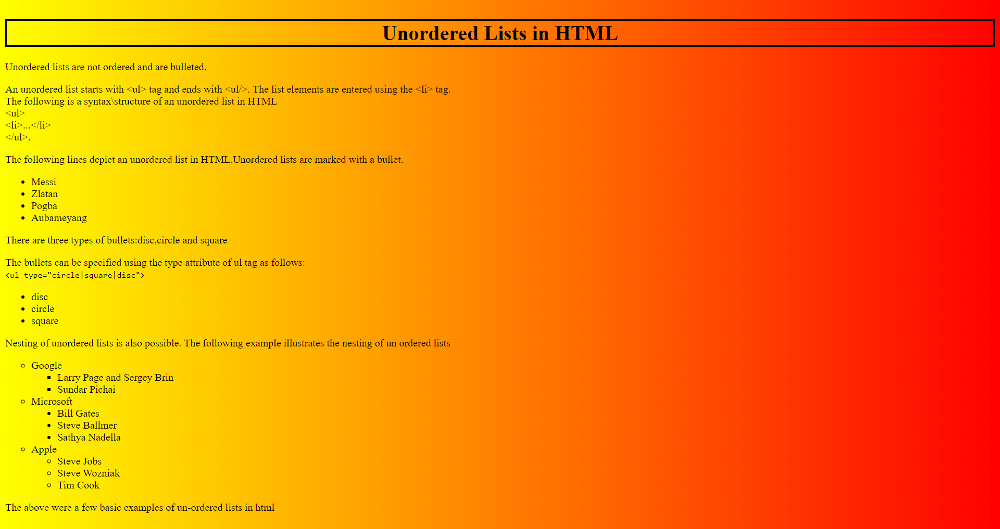 Unordered Lists in HTML
Unordered lists are not ordered and are bulleted.
An unordered list starts with <ul> tag and ends with <ul/>. The list elements are entered using the <li> tag.
The following is a syntax\structure of an unordered list in HTML
<ul>
<li>...</li>
</ul>.
The following lines depict an unordered list in HTML.Unordered lists are marked with a bullet.
• Messi
• Zlatan
• Pogba
• Aubameyang
There are three types of bullets:disc,circle and square
The bullets can be specified using the type attribute of ul tag as follows:
<ul type="circle|square|disc">
• disc
• circle
• square
Nesting of unordered lists is also possible. The following example illustrates the nesting of un ordered lists
◦ Google
▪ Larry Page and Sergey Brin
▪ Sundar Pichai
◦ Microsoft
• Bill Gates
• Steve Ballmer
• Sathya Nadella
◦ Apple
◦ Steve Jobs
◦ Steve Wozniak
◦ Tim Cook
The above were a few basic examples of un-ordered lists in html